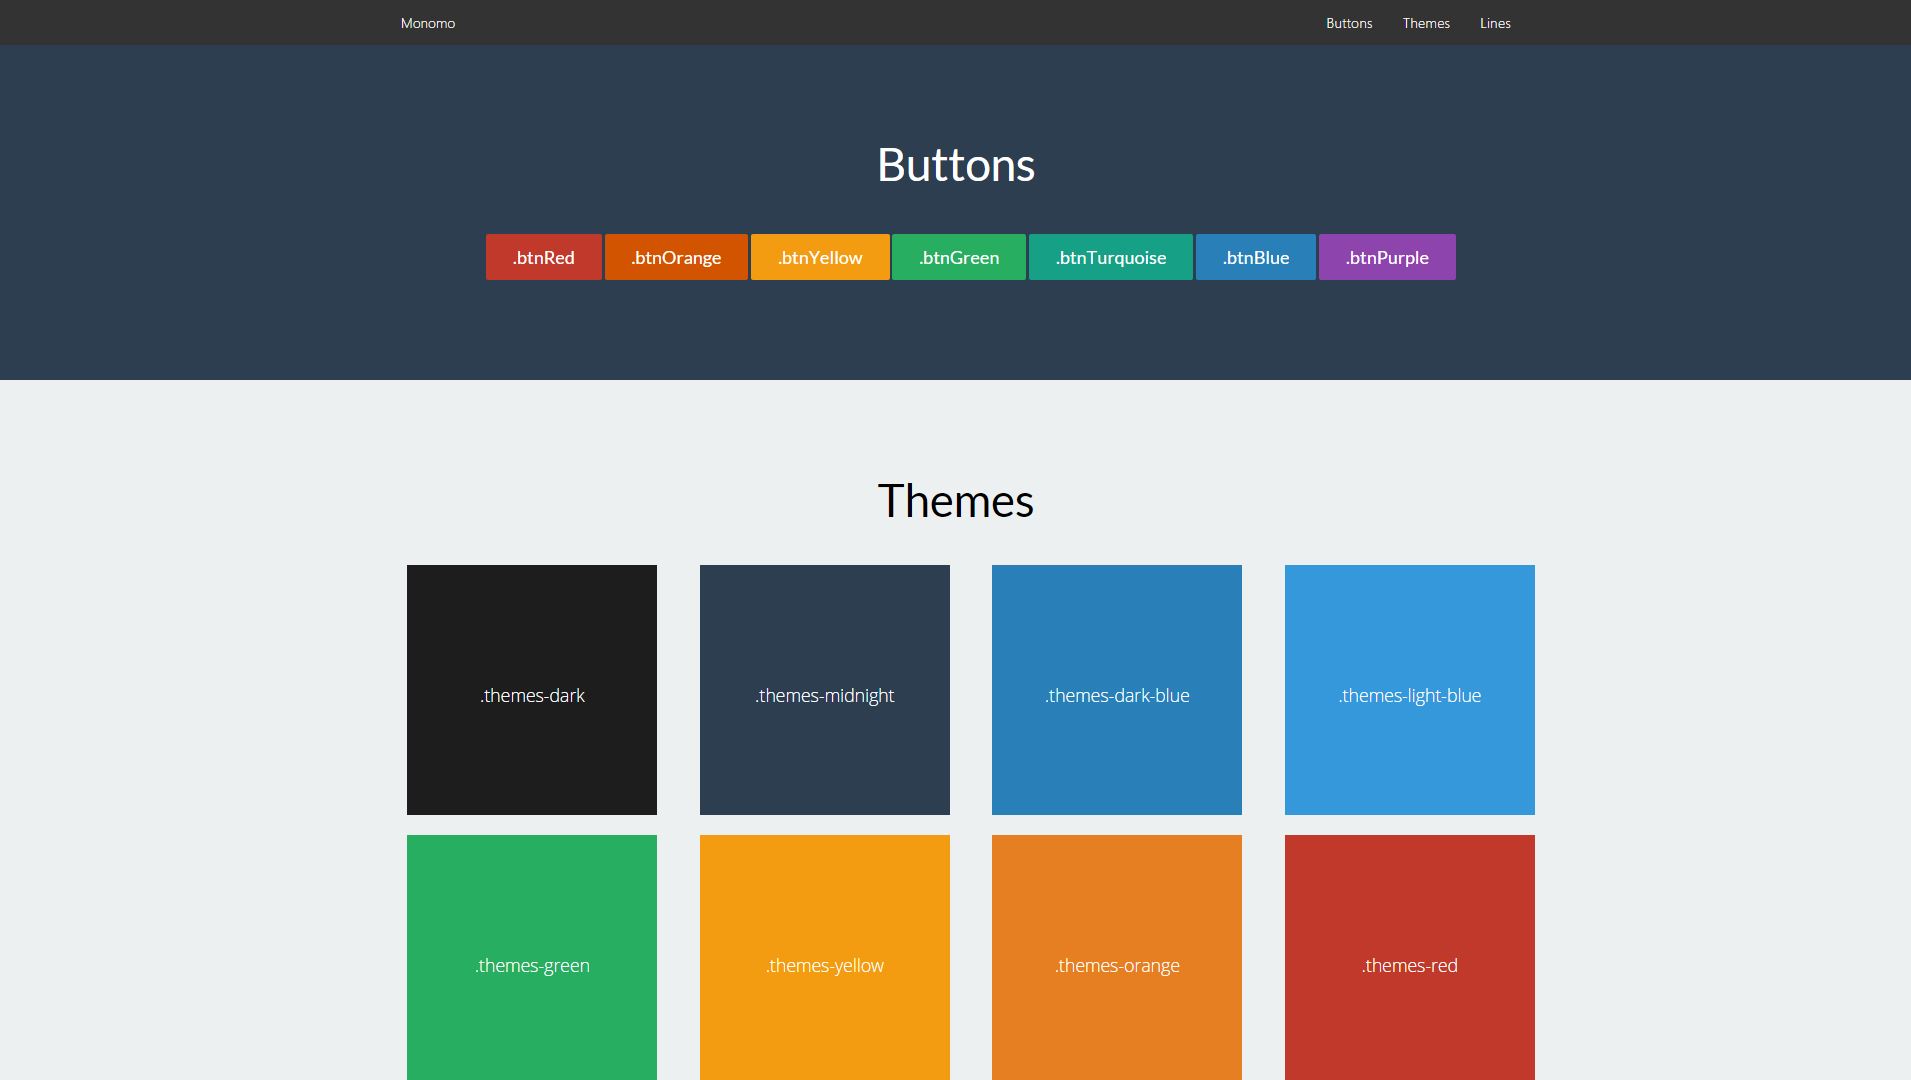 Monomo Buttons Themes Lines
Buttons
.btnRed .btnOrange .btnYellow .btnGreen .btnTurquoise .btnBlue .btnPurple
Themes
.themes-dark .themes-midnight .themes-dark-blue .themes-light-blue
.themes-green .themes-yellow .themes-orange .themes-red